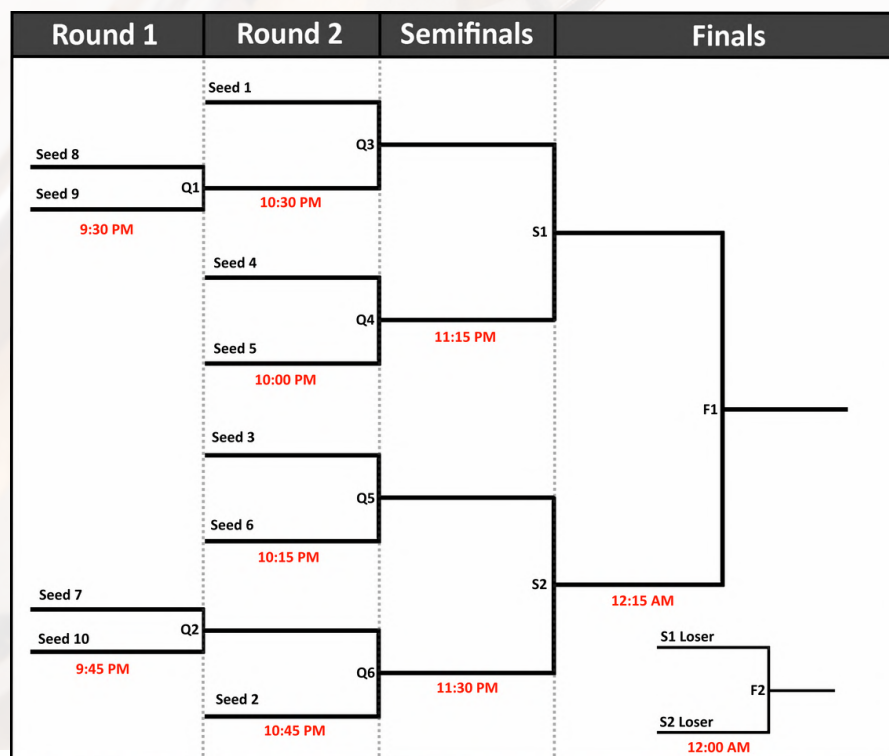 Round 1
Round 2
Semifinals
Finals
Seed 1
Seed 8
Q3
Seed 9
Q1
10:30 PM
9:30 PM
S1
Seed 4
Q4
11:15 PM
Seed 5
10:00 PM
F1
Seed 3
Q5
Seed 6
10:15 PM
S2
Seed 7
12:15 AM
Q2
Seed 10
S1 Loser
9:45 PM
Q6
11:30 PM
F2
Seed 2
10:45 PM
S2 Loser
12:00 AM